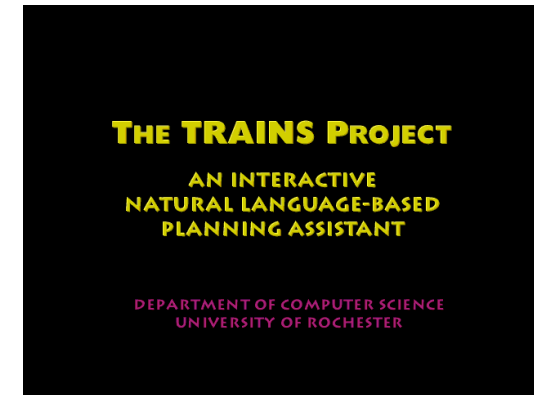 THE TRAINS PROJECT
AN INTERACTIVE
NATURAL LANGUAGE-BASED
PLANNING ASSISTANT
DEPARTMENT OF COMPUTER SCIENCE
UNIVERSITY OF ROCHESTER